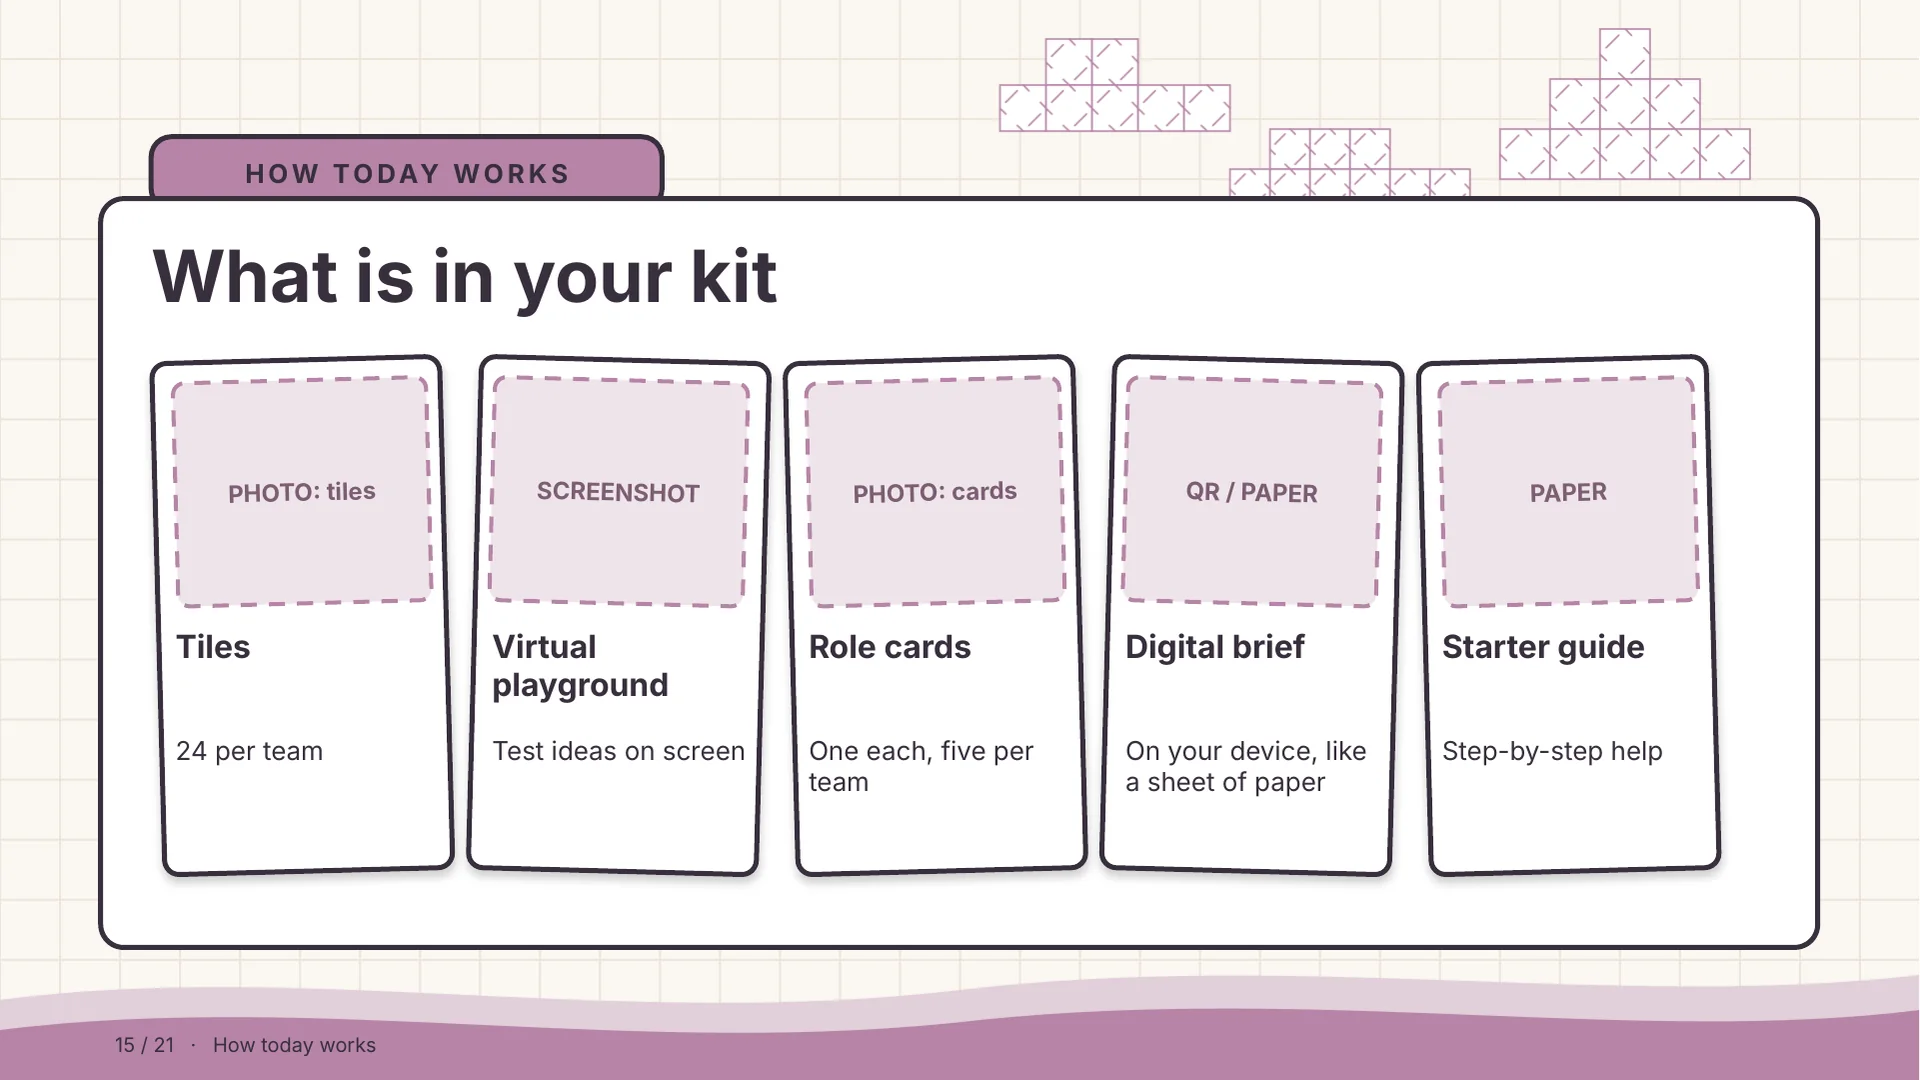 HOW TODAY WORKS
What is in your kit
PHOTO: tiles
Tiles
24 per team
SCREENSHOT
Virtual
playground
Test ideas on screen
PHOTO: cards
Role cards
One each, five per
team
QR / PAPER
Digital brief
On your device, like
a sheet of paper
PAPER
Starter guide
Step-by-step help
15 / 21 · How today works